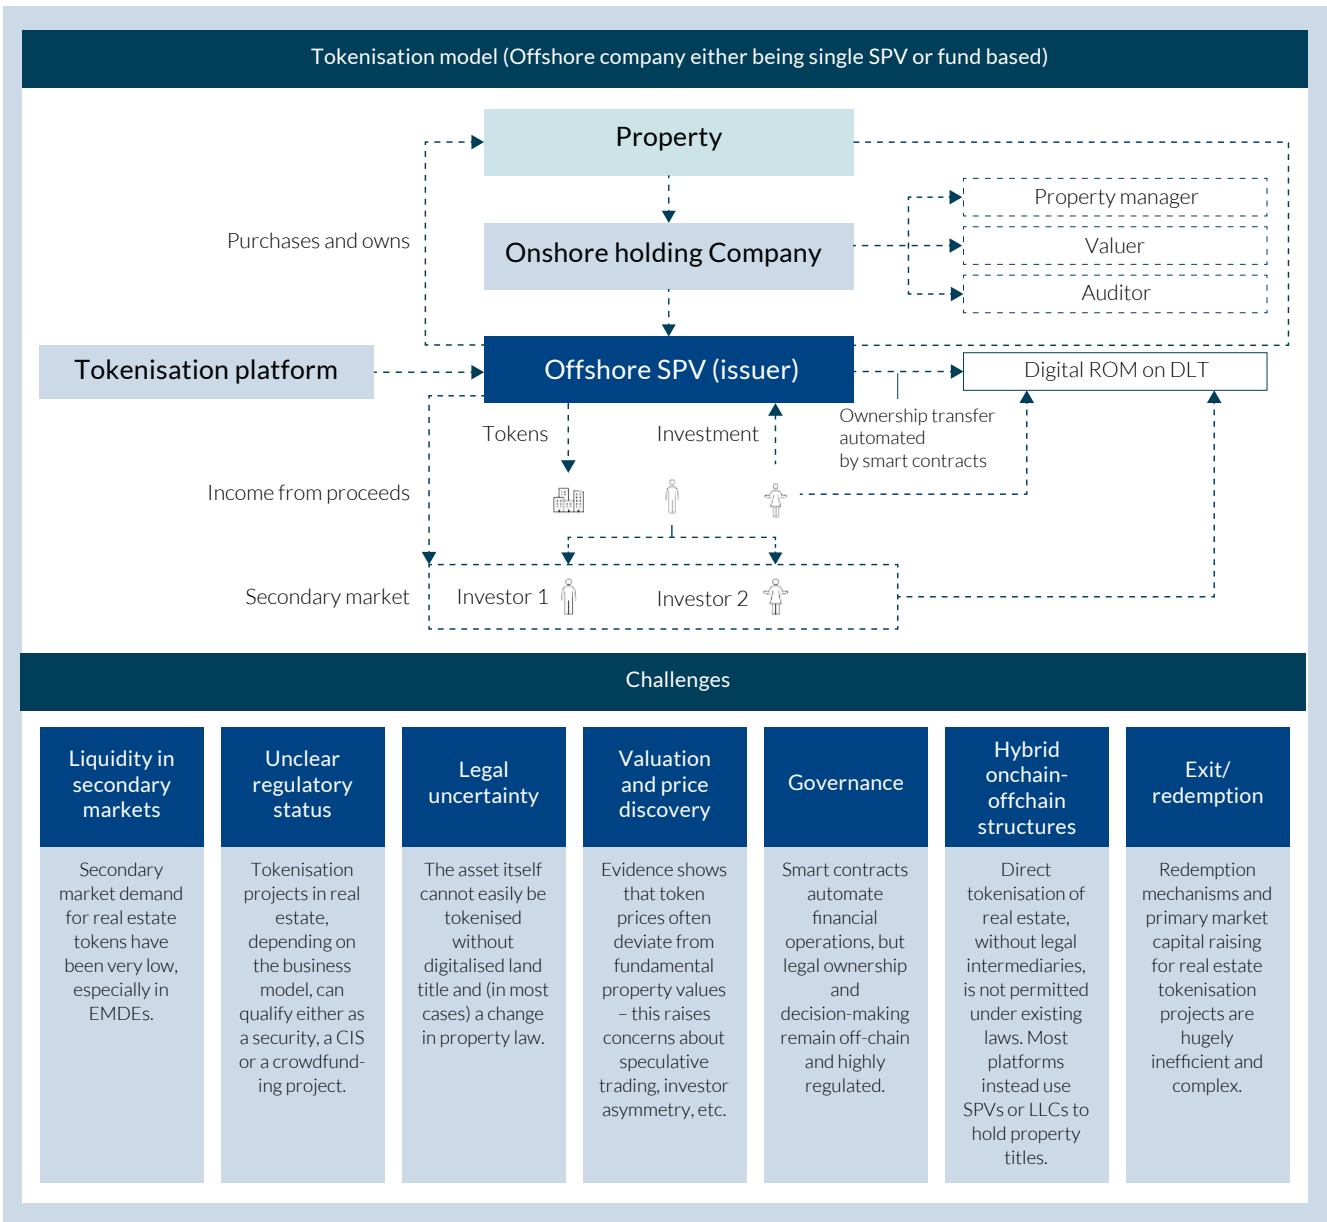 Tokenisation model (Offshore company either being single SPV or fund based)
Property
Property manager
Purchases and owns
Onshore holding Company
Valuer
Auditor
Tokenisation platform
Offshore SPV (issuer)
Digital ROM on DLT
Tokens
Investment
Ownership transfer
automated
by smart contracts
Income from proceeds
Secondary market
Investor 1
Investor 2
Challenges
Liquidity in
secondary
markets
Secondary
market demand
for real estate
tokens have
been very low,
especially in
EMDEs.
Unclear
regulatory
status
Tokenisation
projects in real
estate,
depending on
the business
model, can
qualify either as
a security, a CIS
or a crowdfund-
ing project.
Legal
uncertainty
The asset itself
cannot easily be
tokenised
without
digitalised land
title and (in most
cases) a change
in property law.
Valuation
and price
discovery
Evidence shows
that token
prices often
deviate from
fundamental
property values
– this raises
concerns about
speculative
trading, investor
asymmetry, etc.
Governance
Smart contracts
automate
financial
operations, but
legal ownership
and
decision-making
remain off-chain
and highly
regulated.
Hybrid
onchain-
offchain
structures
Direct
tokenisation of
real estate,
without legal
intermediaries,
is not permitted
under existing
laws. Most
platforms
instead use
SPVs or LLCs to
hold property
titles.
Exit/
redemption
Redemption
mechanisms and
primary market
capital raising
for real estate
tokenisation
projects are
hugely
inefficient and
complex.